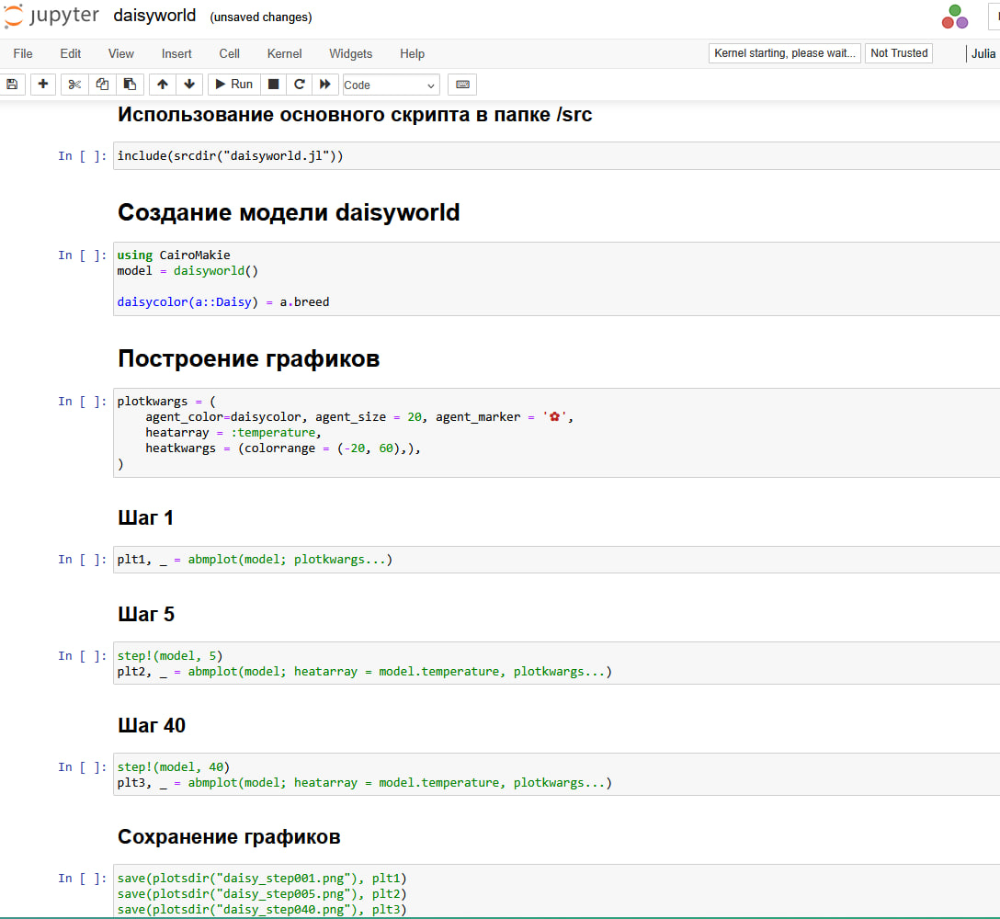 jupyter daisyworld (unsaved changes)
File Edit View Insert Cell Kernel Widgets Help Kernel starting, please wait... Not Trusted Julia
Run Code
Использование основного скрипта в папке /src
In [ ]: include(srcdir("daisyworld.jl"))
Создание модели daisyworld
In [ ]: using CairoMakie
model = daisyworld()
daisycolor(a::Daisy) = a.breed
Построение графиков
In [ ]: plotkwargs = (
agent_color=daisycolor, agent_size = 20, agent_marker = '✿',
heatarray = :temperature,
heatkwargs = (colorrange = (-20, 60),),
)
Шаг 1
In [ ]: plt1, _ = abmplot(model; plotkwargs...)
Шаг 5
In [ ]: step!(model, 5)
plt2, _ = abmplot(model; heatarray = model.temperature, plotkwargs...)
Шаг 40
In [ ]: step!(model, 40)
plt3, _ = abmplot(model; heatarray = model.temperature, plotkwargs...)
Сохранение графиков
In [ ]: save(plotsdir("daisy_step001.png"), plt1)
save(plotsdir("daisy_step005.png"), plt2)
save(plotsdir("daisy_step040.png"), plt3)